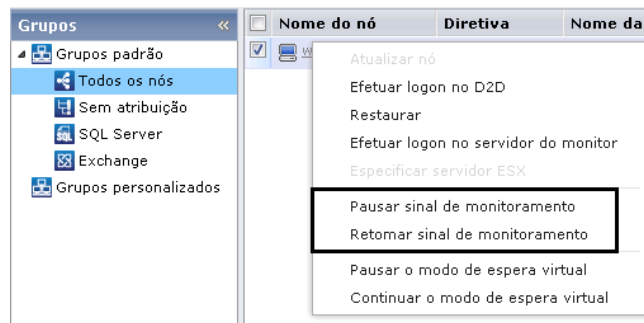 Grupos «
Grupos padrão
Todos os nós
Sem atribuição
SQL Server
Exchange
Grupos personalizados
Nome do nó Diretiva Nome da
Atualizar nó
Efetuar logon no D2D
Restaurar
Efetuar logon no servidor do monitor
Especificar servidor ESX
Pausar sinal de monitoramento
Retomar sinal de monitoramento
Pausar o modo de espera virtual
Continuar o modo de espera virtual